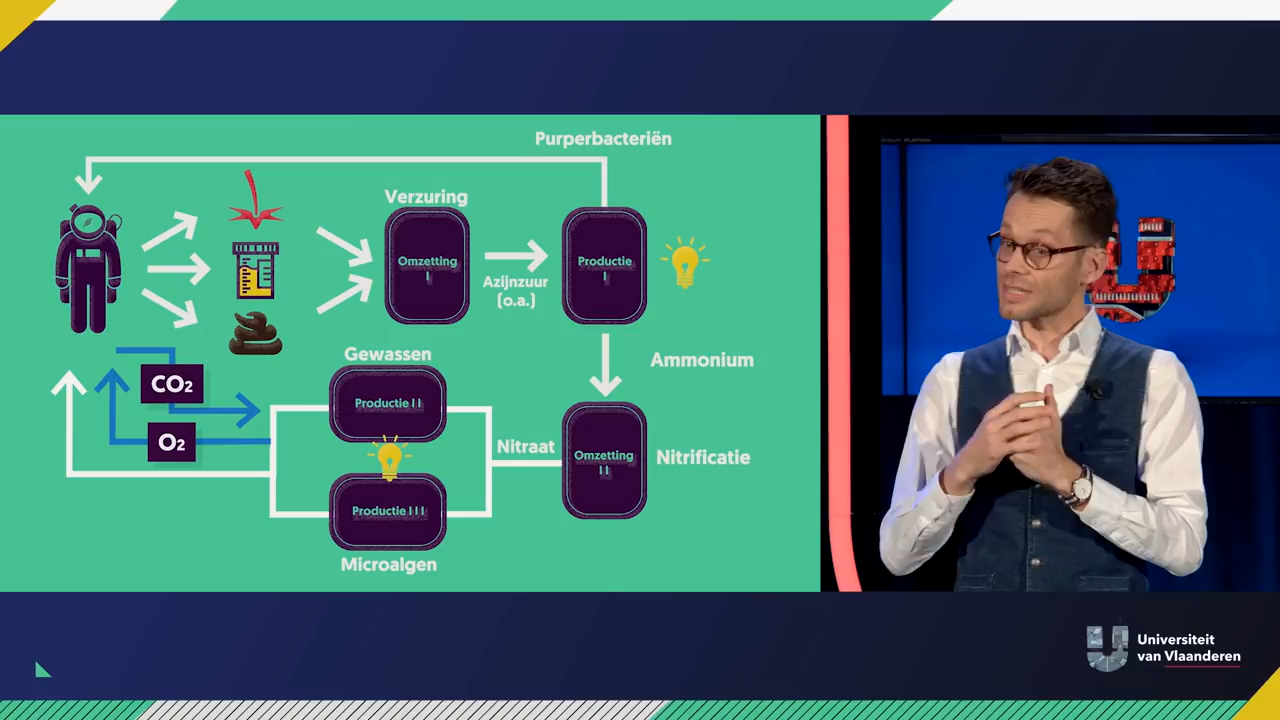 Purperbacteriën
Verzuring
Omzetting
I
Azijnzuur
(o.a.)
Productie
I
Ammonium
Omzetting
II
Nitrificatie
Nitraat
Gewassen
Productie II
Productie III
Microalgen
CO₂
O₂
Universiteit
van Vlaanderen